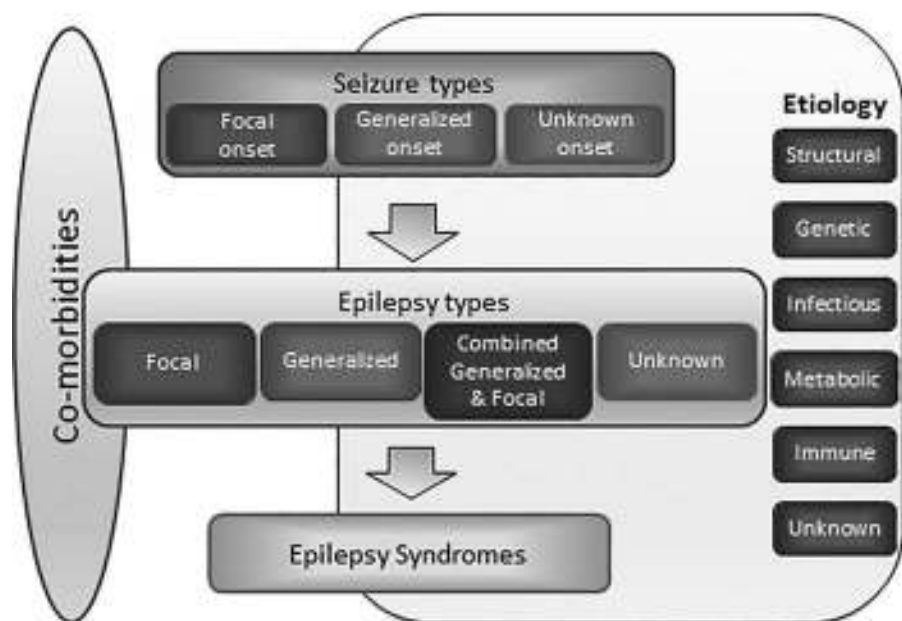 Co-morbidities
Seizure types
Focal
onset
Generalized
onset
Unknown
onset
Epilepsy types
Focal
Generalized
Combined
Generalized
& Focal
Unknown
Epilepsy Syndromes
Etiology
Structural
Genetic
Infectious
Metabolic
Immune
Unknown